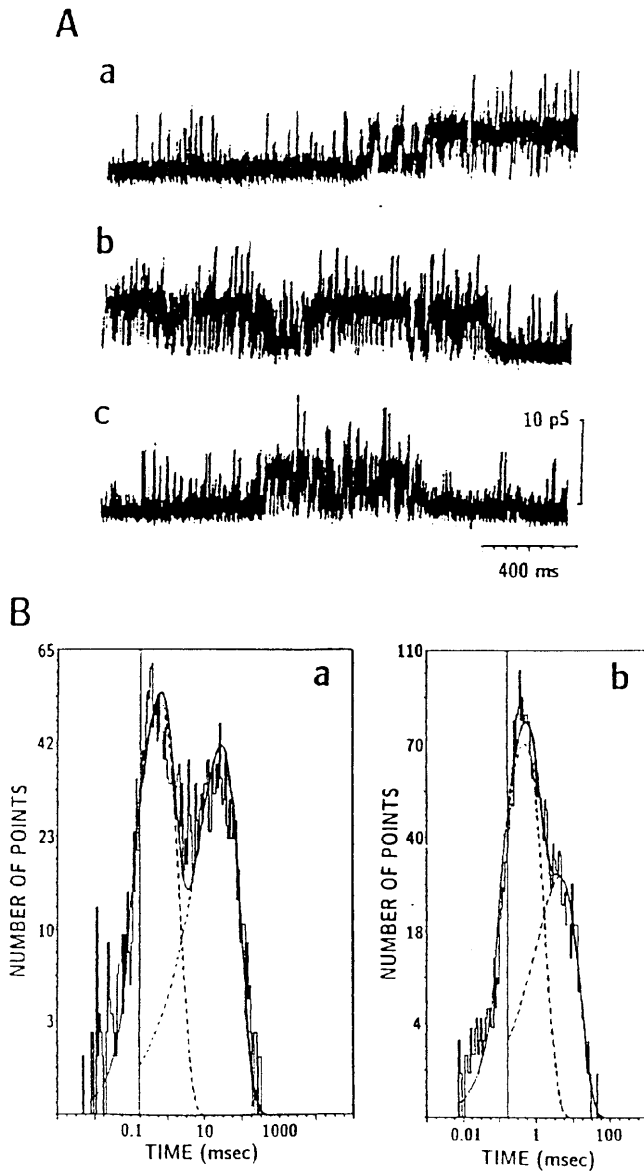 A
a
b
c
10 pS
400 ms
B
65
42
23
10
3
NUMBER OF POINTS
a
0.1 10 1000
TIME (msec)
110
70
40
18
4
NUMBER OF POINTS
b
0.01 1 100
TIME (msec)